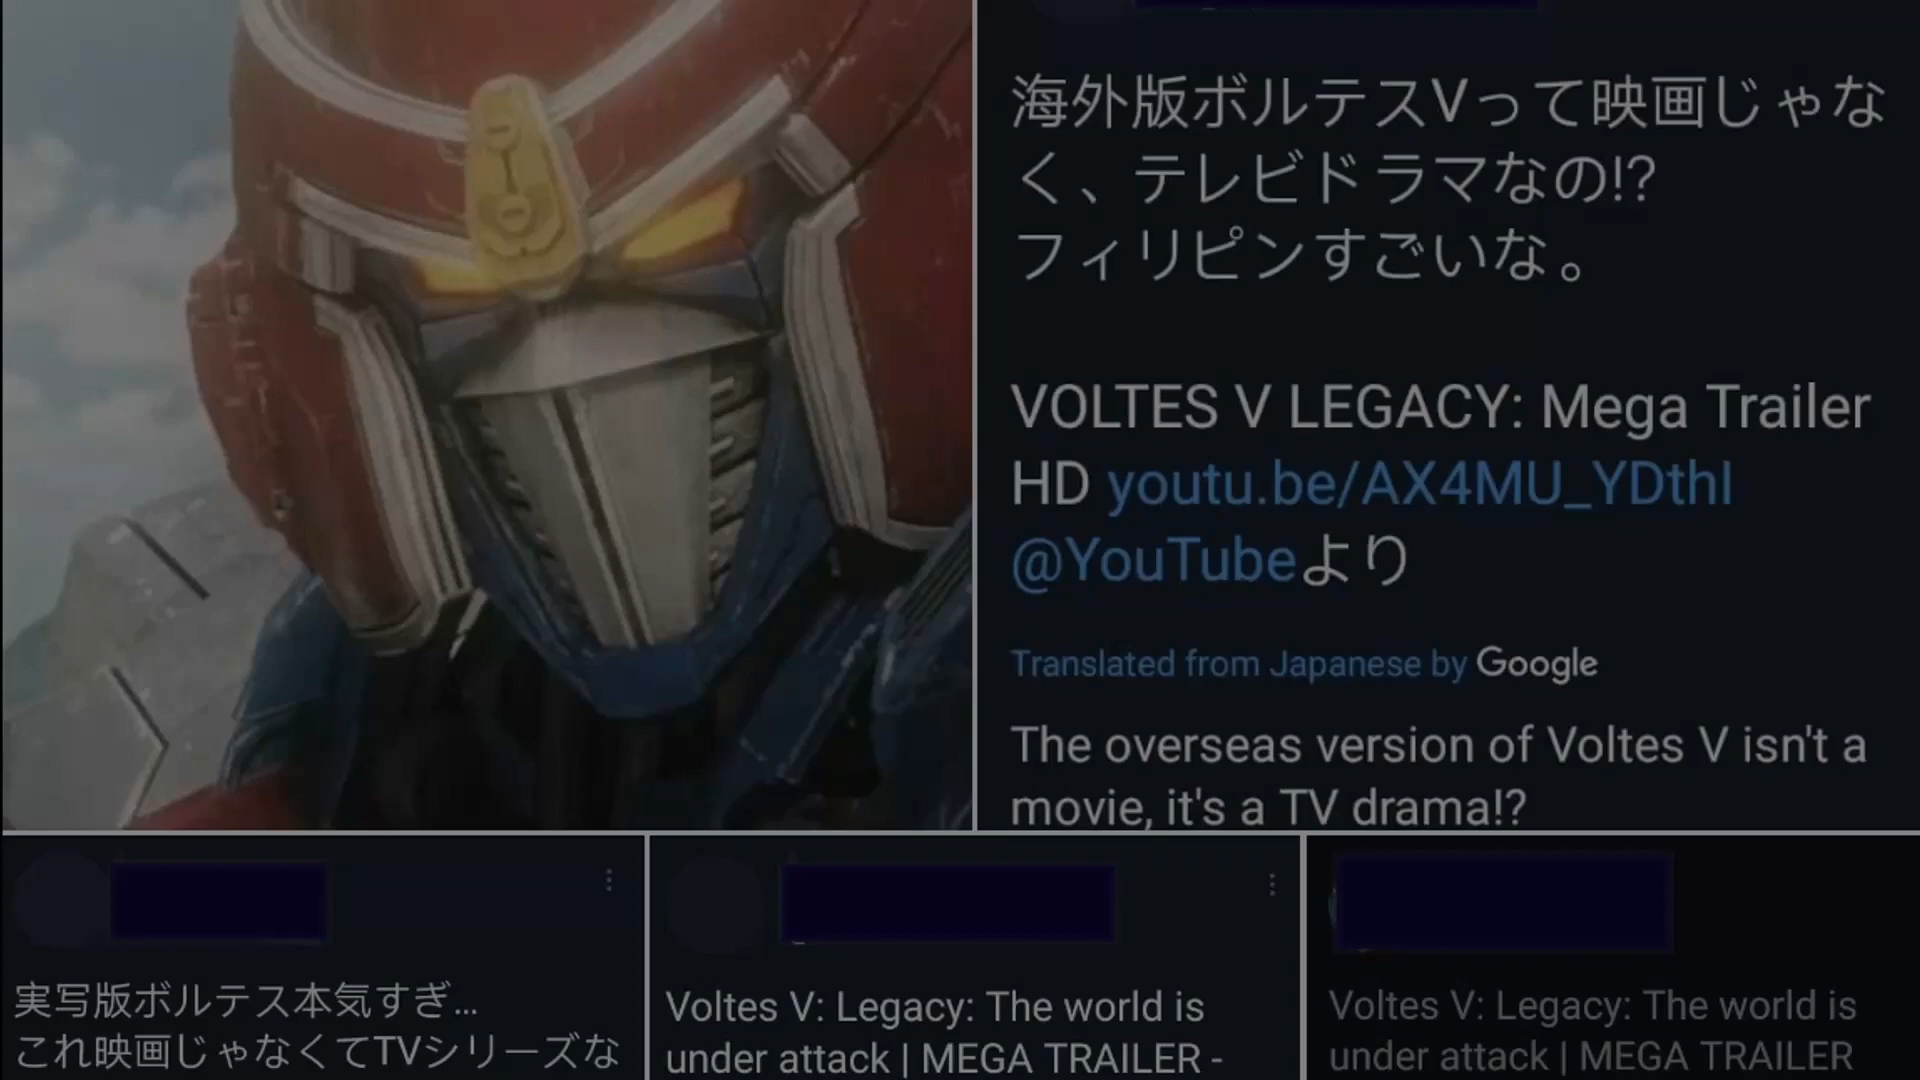 海外版ボルテスVって映画じゃな
く、テレビドラマなの!?
フィリピンすごいな。
VOLTES V LEGACY: Mega Trailer
HD youtu.be/AX4MU_YDthI
@YouTubeより
Translated from Japanese by Google
The overseas version of Voltes V isn't a
movie, it's a TV drama!?
実写版ボルテス本気すぎ...
これ映画じゃなくてTVシリーズな
Voltes V: Legacy: The world is
under attack | MEGA TRAILER -
Voltes V: Legacy: The world is
under attack | MEGA TRAILER